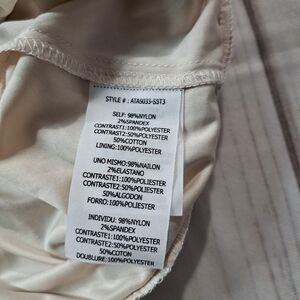 STYLE # : ATA5033-SST3
SELF: 98%NYLON
2%SPANDEX
CONTRAST1:100%POLYESTER
CONTRAST2:50%POLYESTER
50%COTTON
LINING:100%POLYESTER
UNO MISMO:98%NAILON
2%ELASTANO
CONTRASTE1:100%POLIESTER
CONTRASTE2:50%POLIESTER
50%ALGODON
FORRO:100%POLIESTER
INDIVIDU: 98%NYLON
2%SPANDEX
CONTRASTE1:100%POLYESTER
CONTRASTE2:50%POLYESTER
50%COTON
DOUBLURE:100%POLYESTER